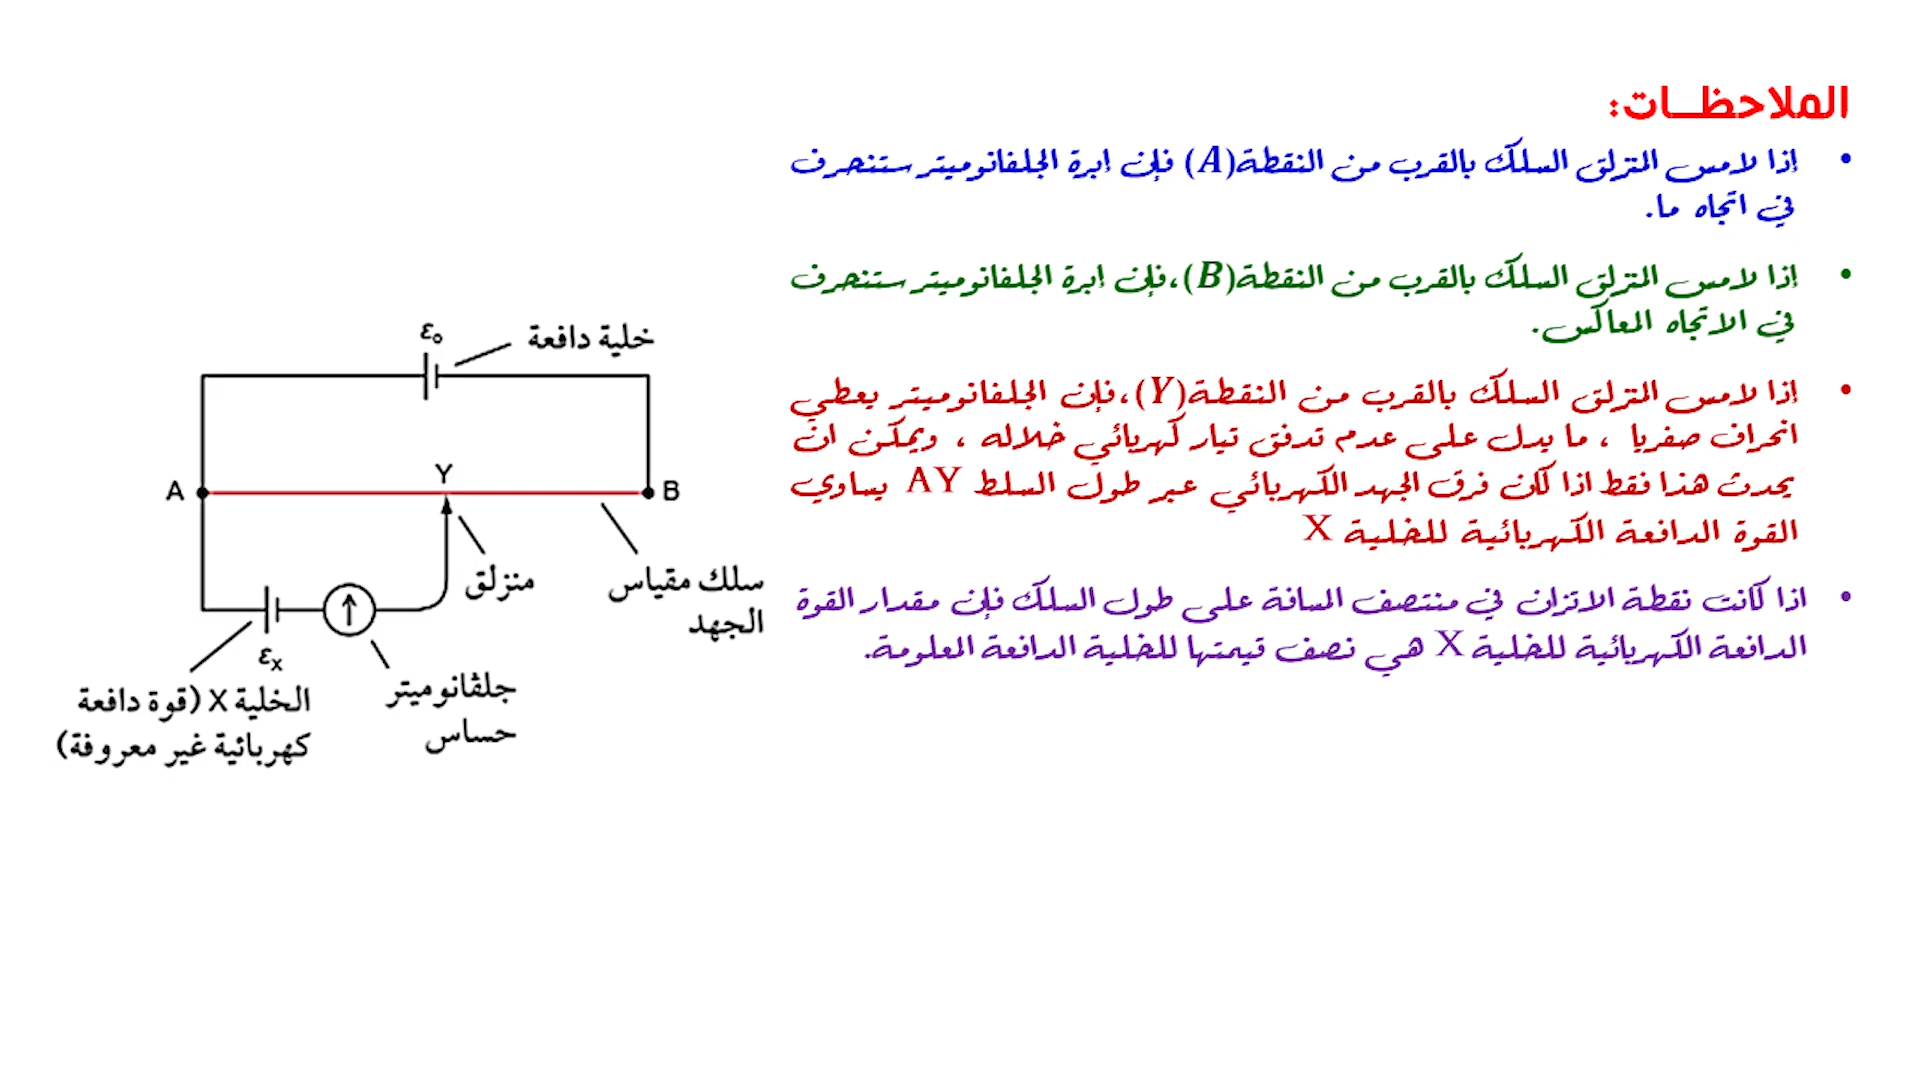 الملاحظــات:
• إذا لامس المنزلق السلك بالقرب من النقطة(A) فإن إبرة الجلفانوميتر ستنحرف
في اتجاه ما.
• إذا لامس المنزلق السلك بالقرب من النقطة(B)،فإن ابرة الجلفانوميتر ستنحرف
في الاتجاه المعاكس.
• إذا لامس المنزلق السلك بالقرب من النقطة(Y)،فإن الجلفانوميتر يعطي
انحراف صفريا ، ما يدل على عدم تدفق تيار كهربائي خلاله ، ويمكن ان
يحدث هذا فقط اذا كان فرق الجهد الكهربائي عبر طول السلط AY يساوي
القوة الدافعة الكهربائية للخلية X
• اذا كانت نقطة الاتزان في منتصف المسافة على طول السلك فإن مقدار القوة
الدافعة الكهربائية للخلية X هي نصف قيمتها للخلية الدافعة المعلومة.
خلية دافعة
ε₀
A
Y
B
منزلق
سلك مقياس
الجهد
εₓ
جلفانوميتر
حساس
الخلية X (قوة دافعة
كهربائية غير معروفة)